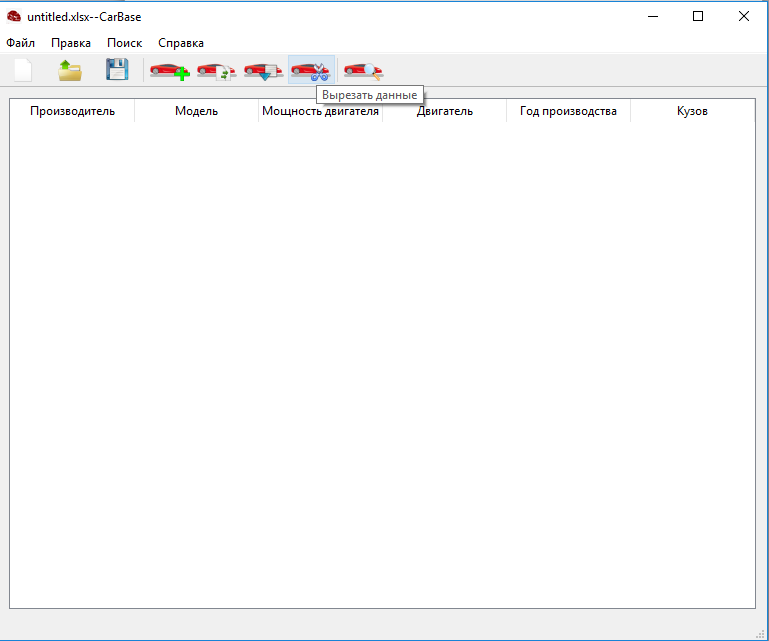 untitled.xlsx--CarBase
Файл Правка Поиск Справка
Вырезать данные
Производитель Модель Мощность двигателя Двигатель Год производства Кузов